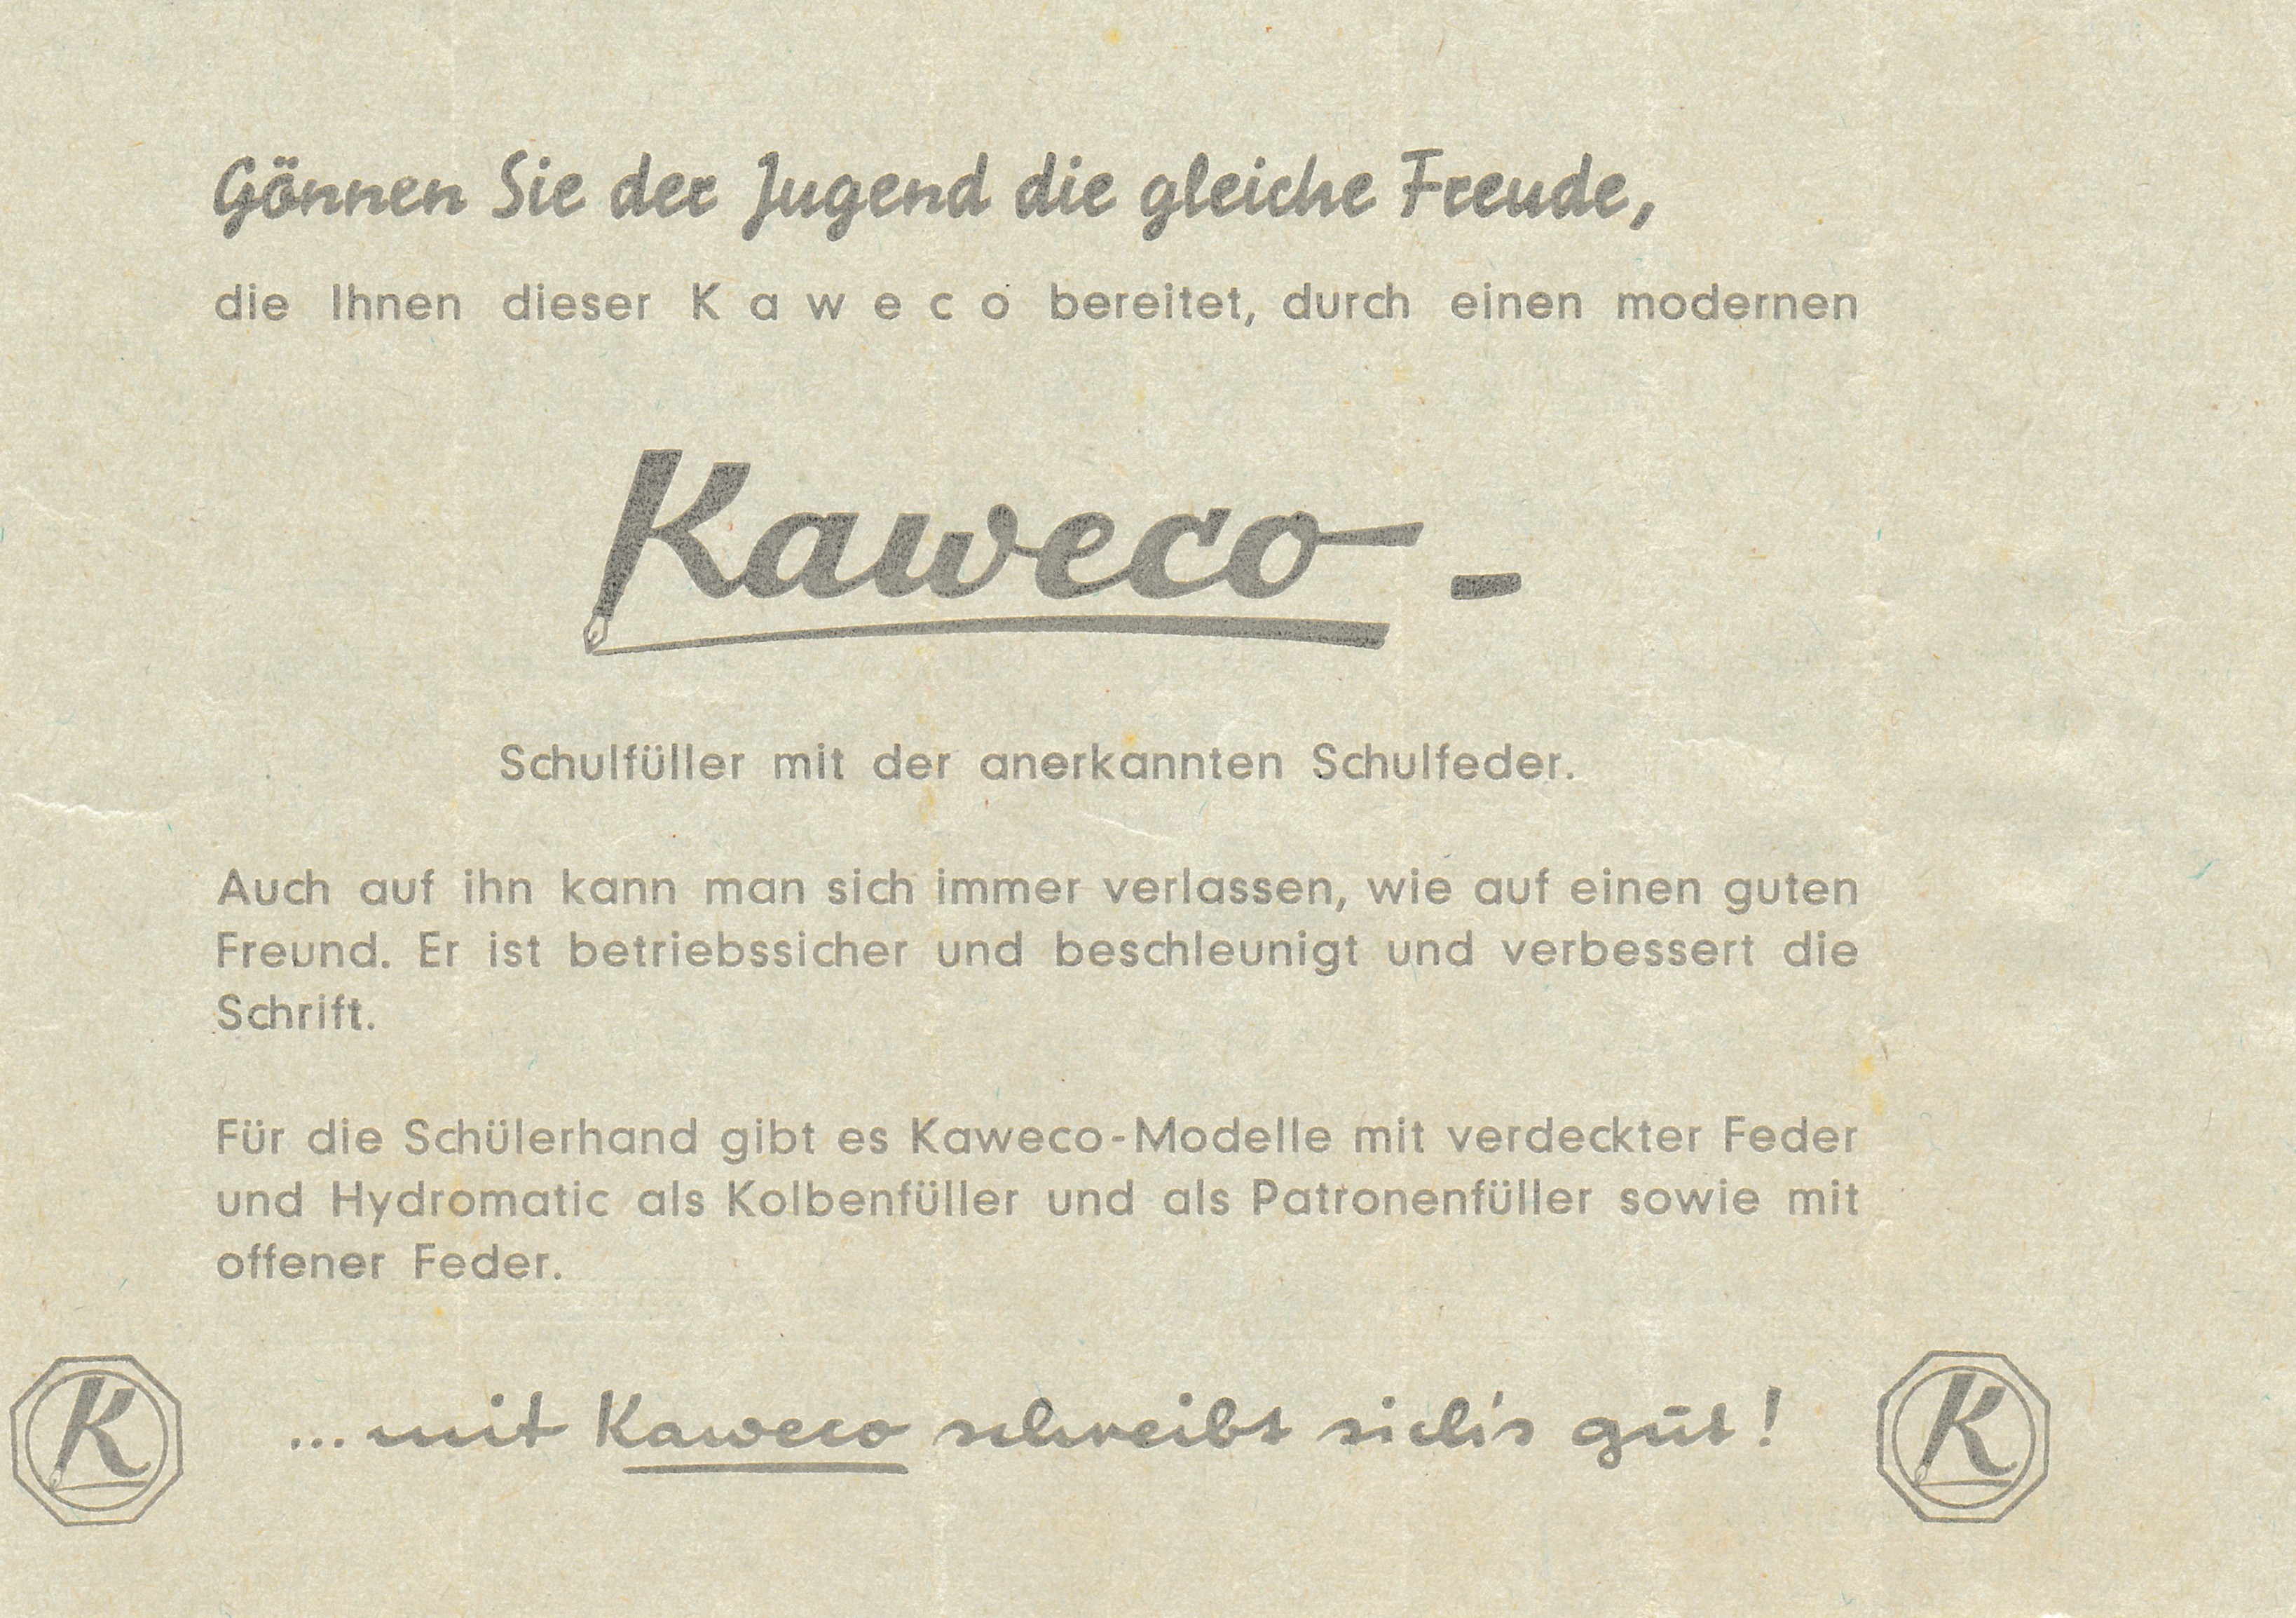 Gönnen Sie der Jugend die gleiche Freude,
die Ihnen dieser K a w e c o bereitet, durch einen modernen
Kaweco-
Schulfüller mit der anerkannten Schulfeder.
Auch auf ihn kann man sich immer verlassen, wie auf einen guten
Freund. Er ist betriebssicher und beschleunigt und verbessert die
Schrift.
Für die Schülerhand gibt es Kaweco-Modelle mit verdeckter Feder
und Hydromatic als Kolbenfüller und als Patronenfüller sowie mit
offener Feder.
K ... mit Kaweco schreibt sich's gut! K